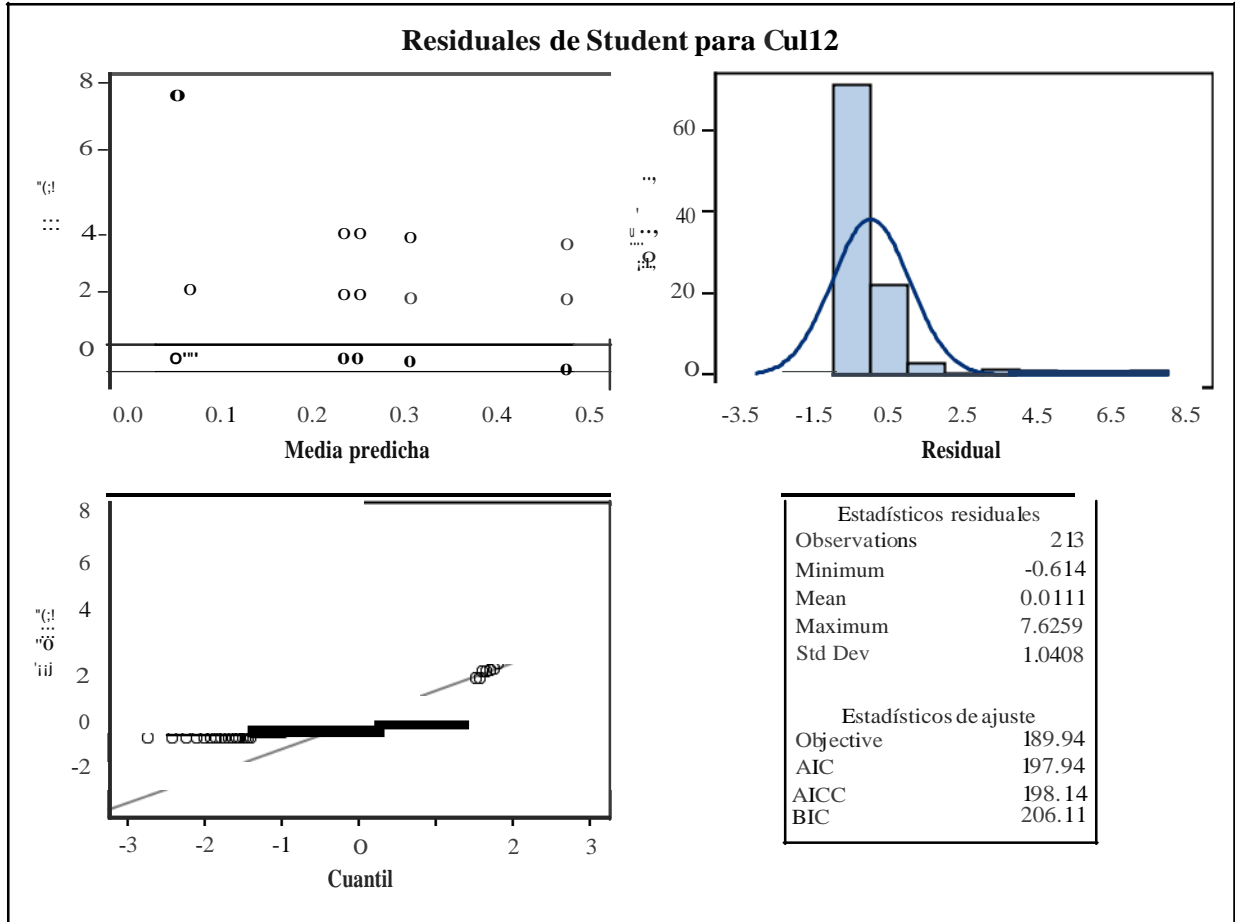 Residuales de Student para Cul12
8
6
4
2
O
0.0 0.1 0.2 0.3 0.4 0.5
Media predicha
60
40
20
O
-3.5 -1.5 0.5 2.5 4.5 6.5 8.5
Residual
8
6
4
2
0
-2
-3 -2 -1 O 2 3
Cuantil
Estadísticos residuales
Observations 213
Minimum -0.614
Mean 0.0111
Maximum 7.6259
Std Dev 1.0408
Estadísticos de ajuste
Objective 189.94
AIC 197.94
AICC 198.14
BIC 206.11